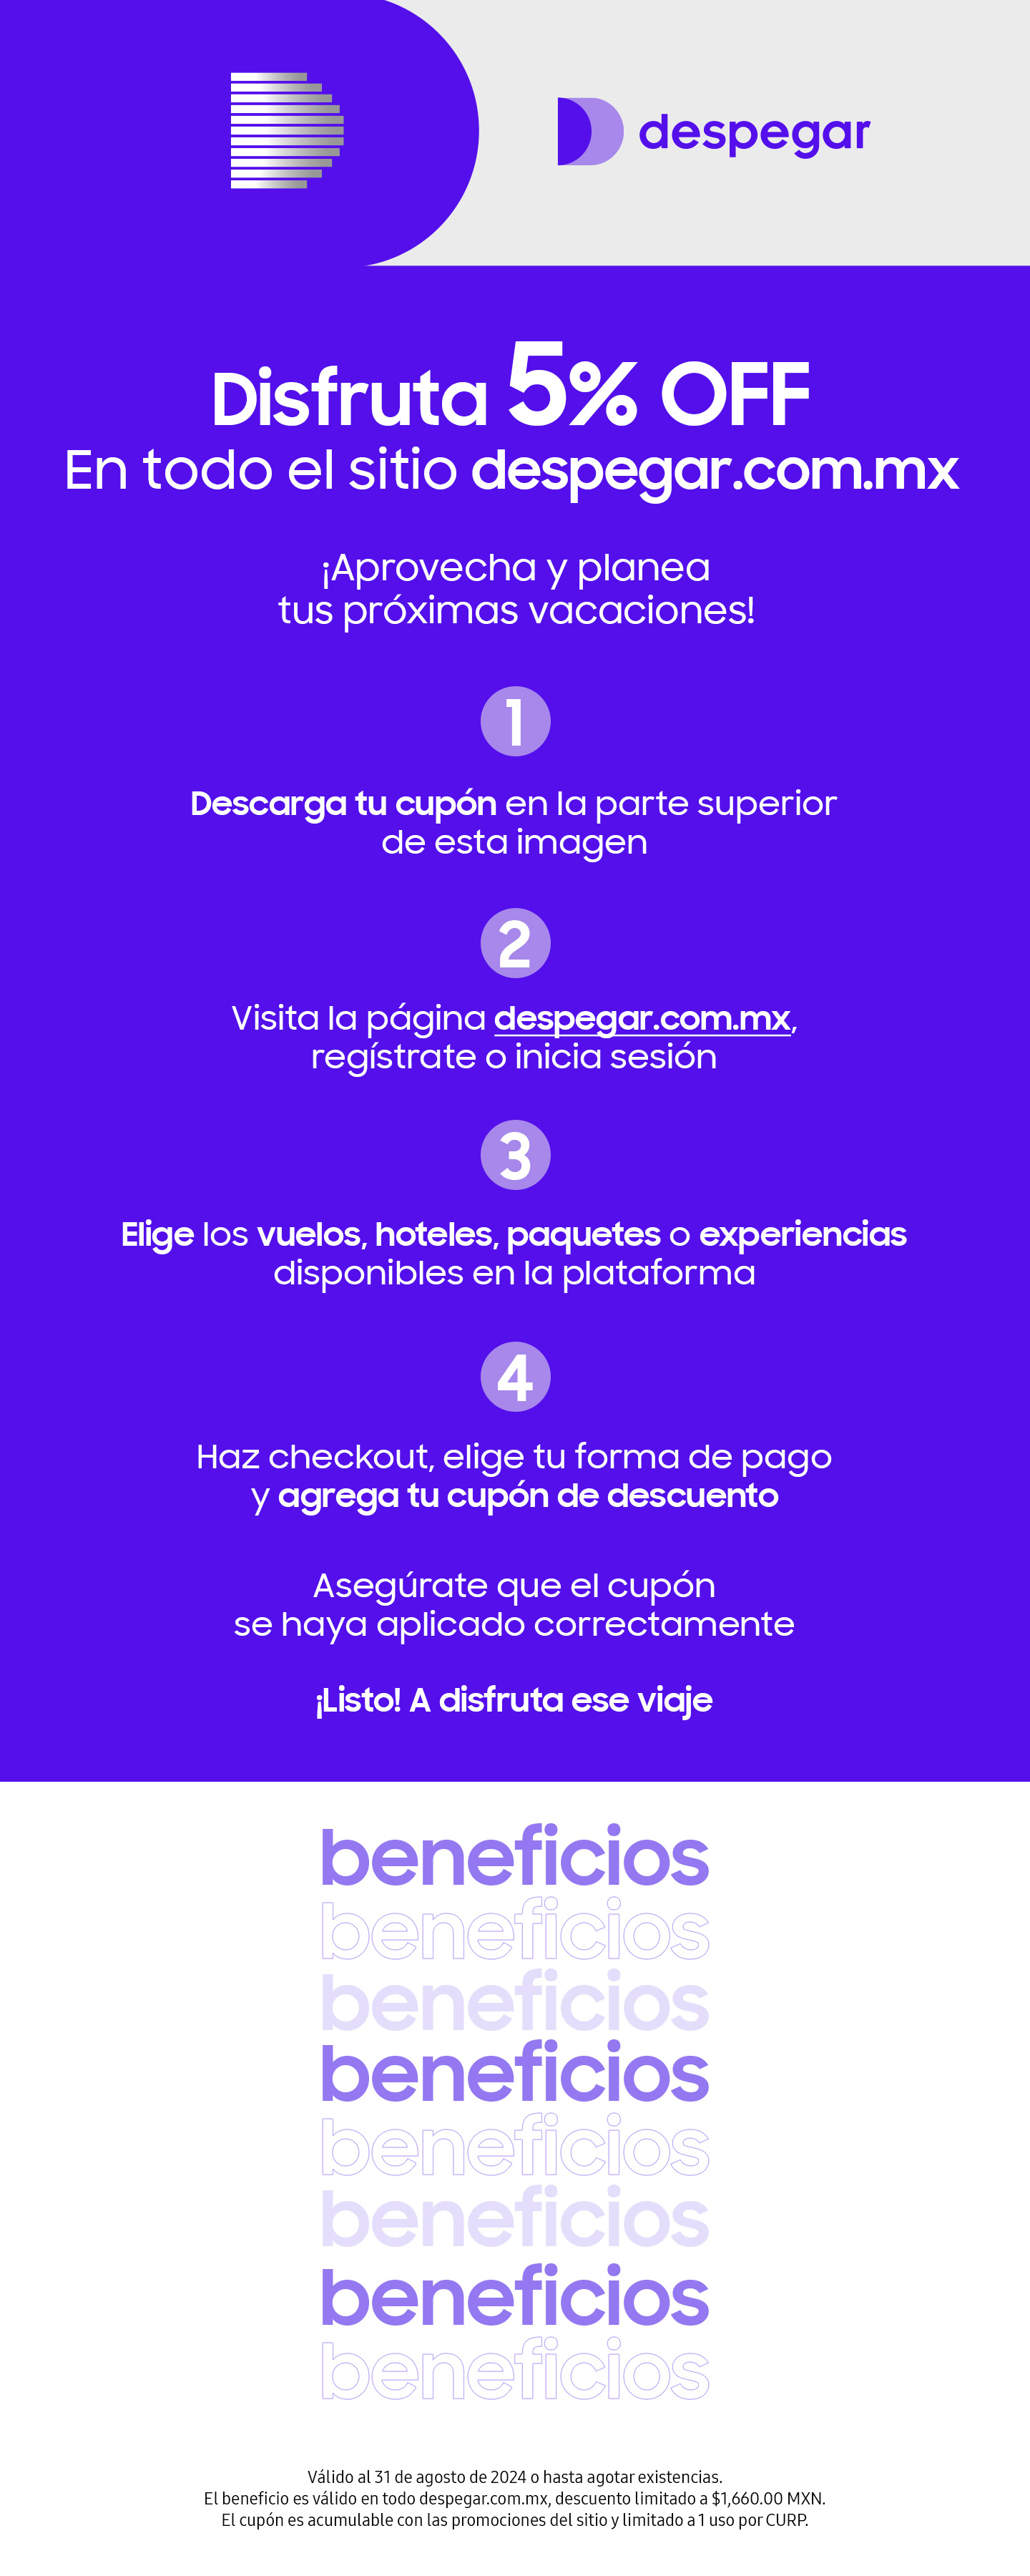 despegar
Disfruta 5% OFF
En todo el sitio despegar.com.mx
¡Aprovecha y planea
tus próximas vacaciones!
1
Descarga tu cupón en la parte superior
de esta imagen
2
Visita la página despegar.com.mx,
regístrate o inicia sesión
3
Elige los vuelos, hoteles, paquetes o experiencias
disponibles en la plataforma
4
Haz checkout, elige tu forma de pago
y agrega tu cupón de descuento
Asegúrate que el cupón
se haya aplicado correctamente
¡Listo! A disfruta ese viaje
beneficios
beneficios
beneficios
beneficios
beneficios
beneficios
beneficios
beneficios
Válido al 31 de agosto de 2024 o hasta agotar existencias.
El beneficio es válido en todo despegar.com.mx, descuento limitado a $1,660.00 MXN.
El cupón es acumulable con las promociones del sitio y limitado a 1 uso por CURP.